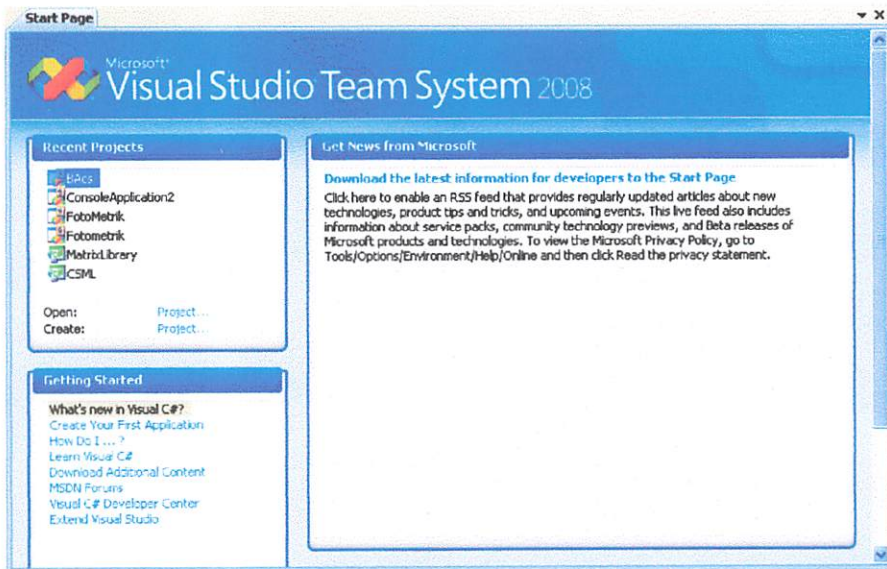 Start Page
Microsoft
Visual Studio Team System 2008
Recent Projects
BAcs
ConsoleApplication2
FotoMetrik
Fotometrik
MatrixLibrary
CSML
Open: Project...
Create: Project...
Getting Started
What's new in Visual C#?
Create Your First Application
How Do I ... ?
Learn Visual C#
Download Additional Content
MSDN Forums
Visual C# Developer Center
Extend Visual Studio
Get News from Microsoft
Download the latest information for developers to the Start Page
Click here to enable an RSS feed that provides regularly updated articles about new
technologies, product tips and tricks, and upcoming events. This live feed also includes
information about service packs, community technology previews, and Beta releases of
Microsoft products and technologies. To view the Microsoft Privacy Policy, go to
Tools/Options/Environment/Help/Online and then click Read the privacy statement.